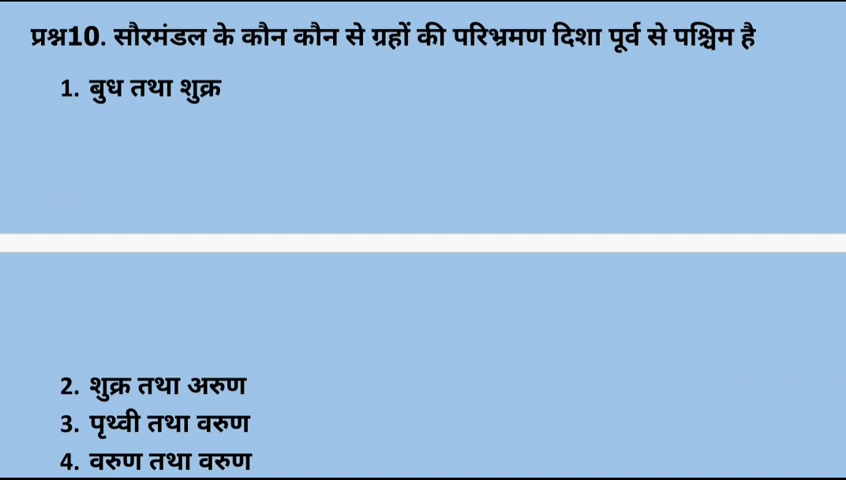 प्रश्न10. सौरमंडल के कौन कौन से ग्रहों की परिभ्रमण दिशा पूर्व से पश्चिम है
1. बुध तथा शुक्र
2. शुक्र तथा अरुण
3. पृथ्वी तथा वरुण
4. वरुण तथा वरुण